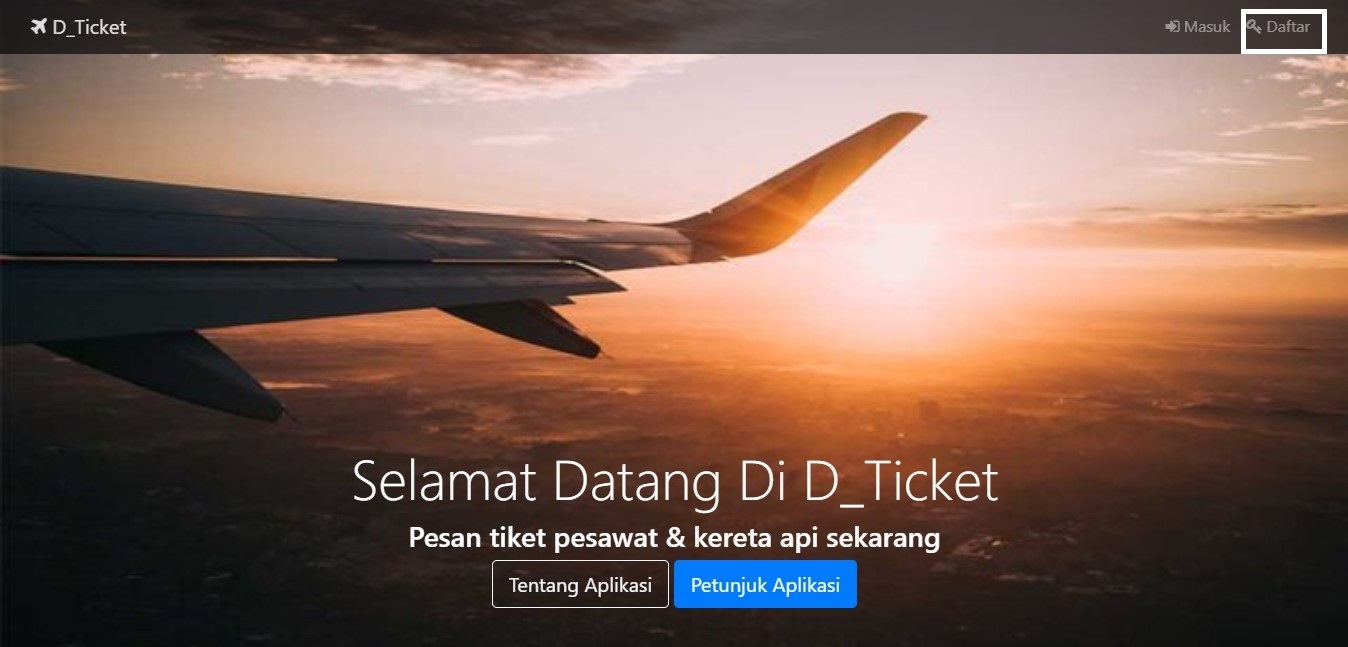 D_Ticket
Masuk
Daftar
Selamat Datang Di D_Ticket
Pesan tiket pesawat & kereta api sekarang
Tentang Aplikasi
Petunjuk Aplikasi